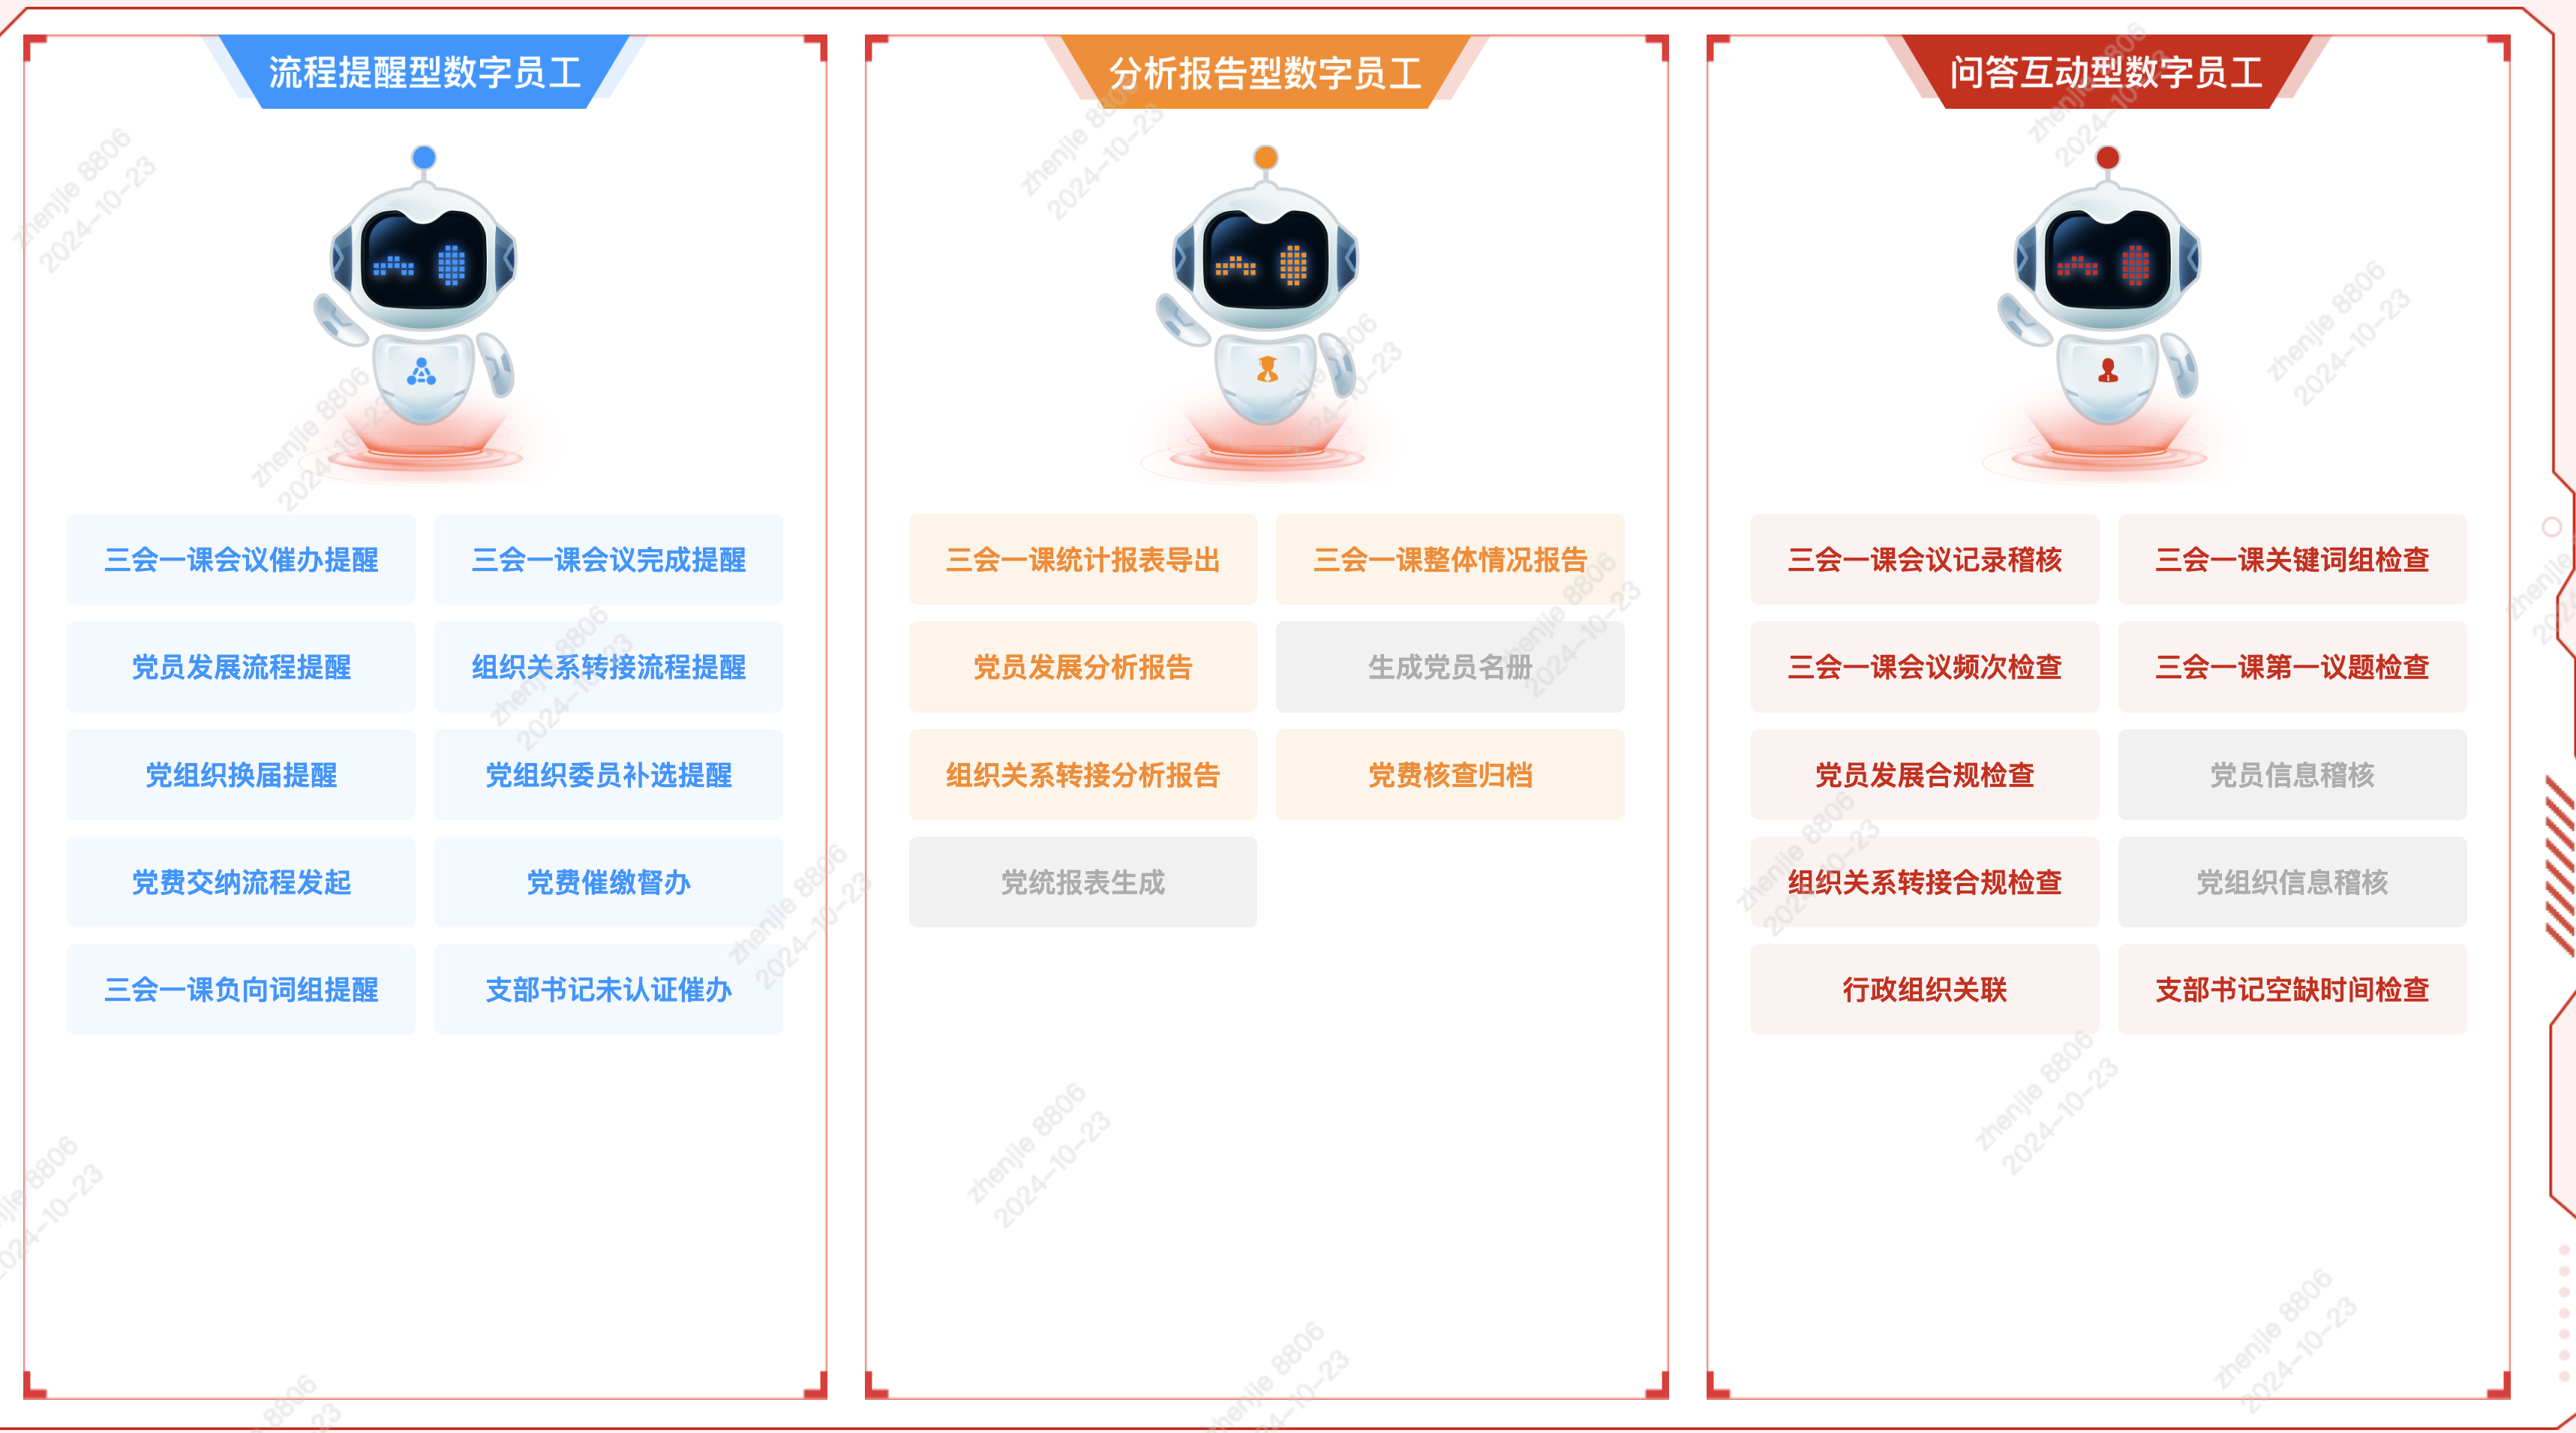 流程提醒型数字员工
三会一课会议催办提醒
三会一课会议完成提醒
党员发展流程提醒
组织关系转接流程提醒
党组织换届提醒
党组织委员补选提醒
党费交纳流程发起
党费催缴督办
三会一课负向词组提醒
支部书记未认证催办
分析报告型数字员工
三会一课统计报表导出
三会一课整体情况报告
党员发展分析报告
生成党员名册
组织关系转接分析报告
党费核查归档
党统报表生成
问答互动型数字员工
三会一课会议记录稽核
三会一课关键词组检查
三会一课会议频次检查
三会一课第一议题检查
党员发展合规检查
党员信息稽核
组织关系转接合规检查
党组织信息稽核
行政组织关联
支部书记空缺时间检查
zhenjie 8806
2024-10-23